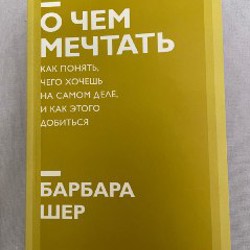 О ЧЕМ
МЕЧТАТЬ
КАК ПОНЯТЬ,
ЧЕГО ХОЧЕШЬ
НА САМОМ ДЕЛЕ,
И КАК ЭТОГО
ДОБИТЬСЯ
БАРБАРА
ШЕР